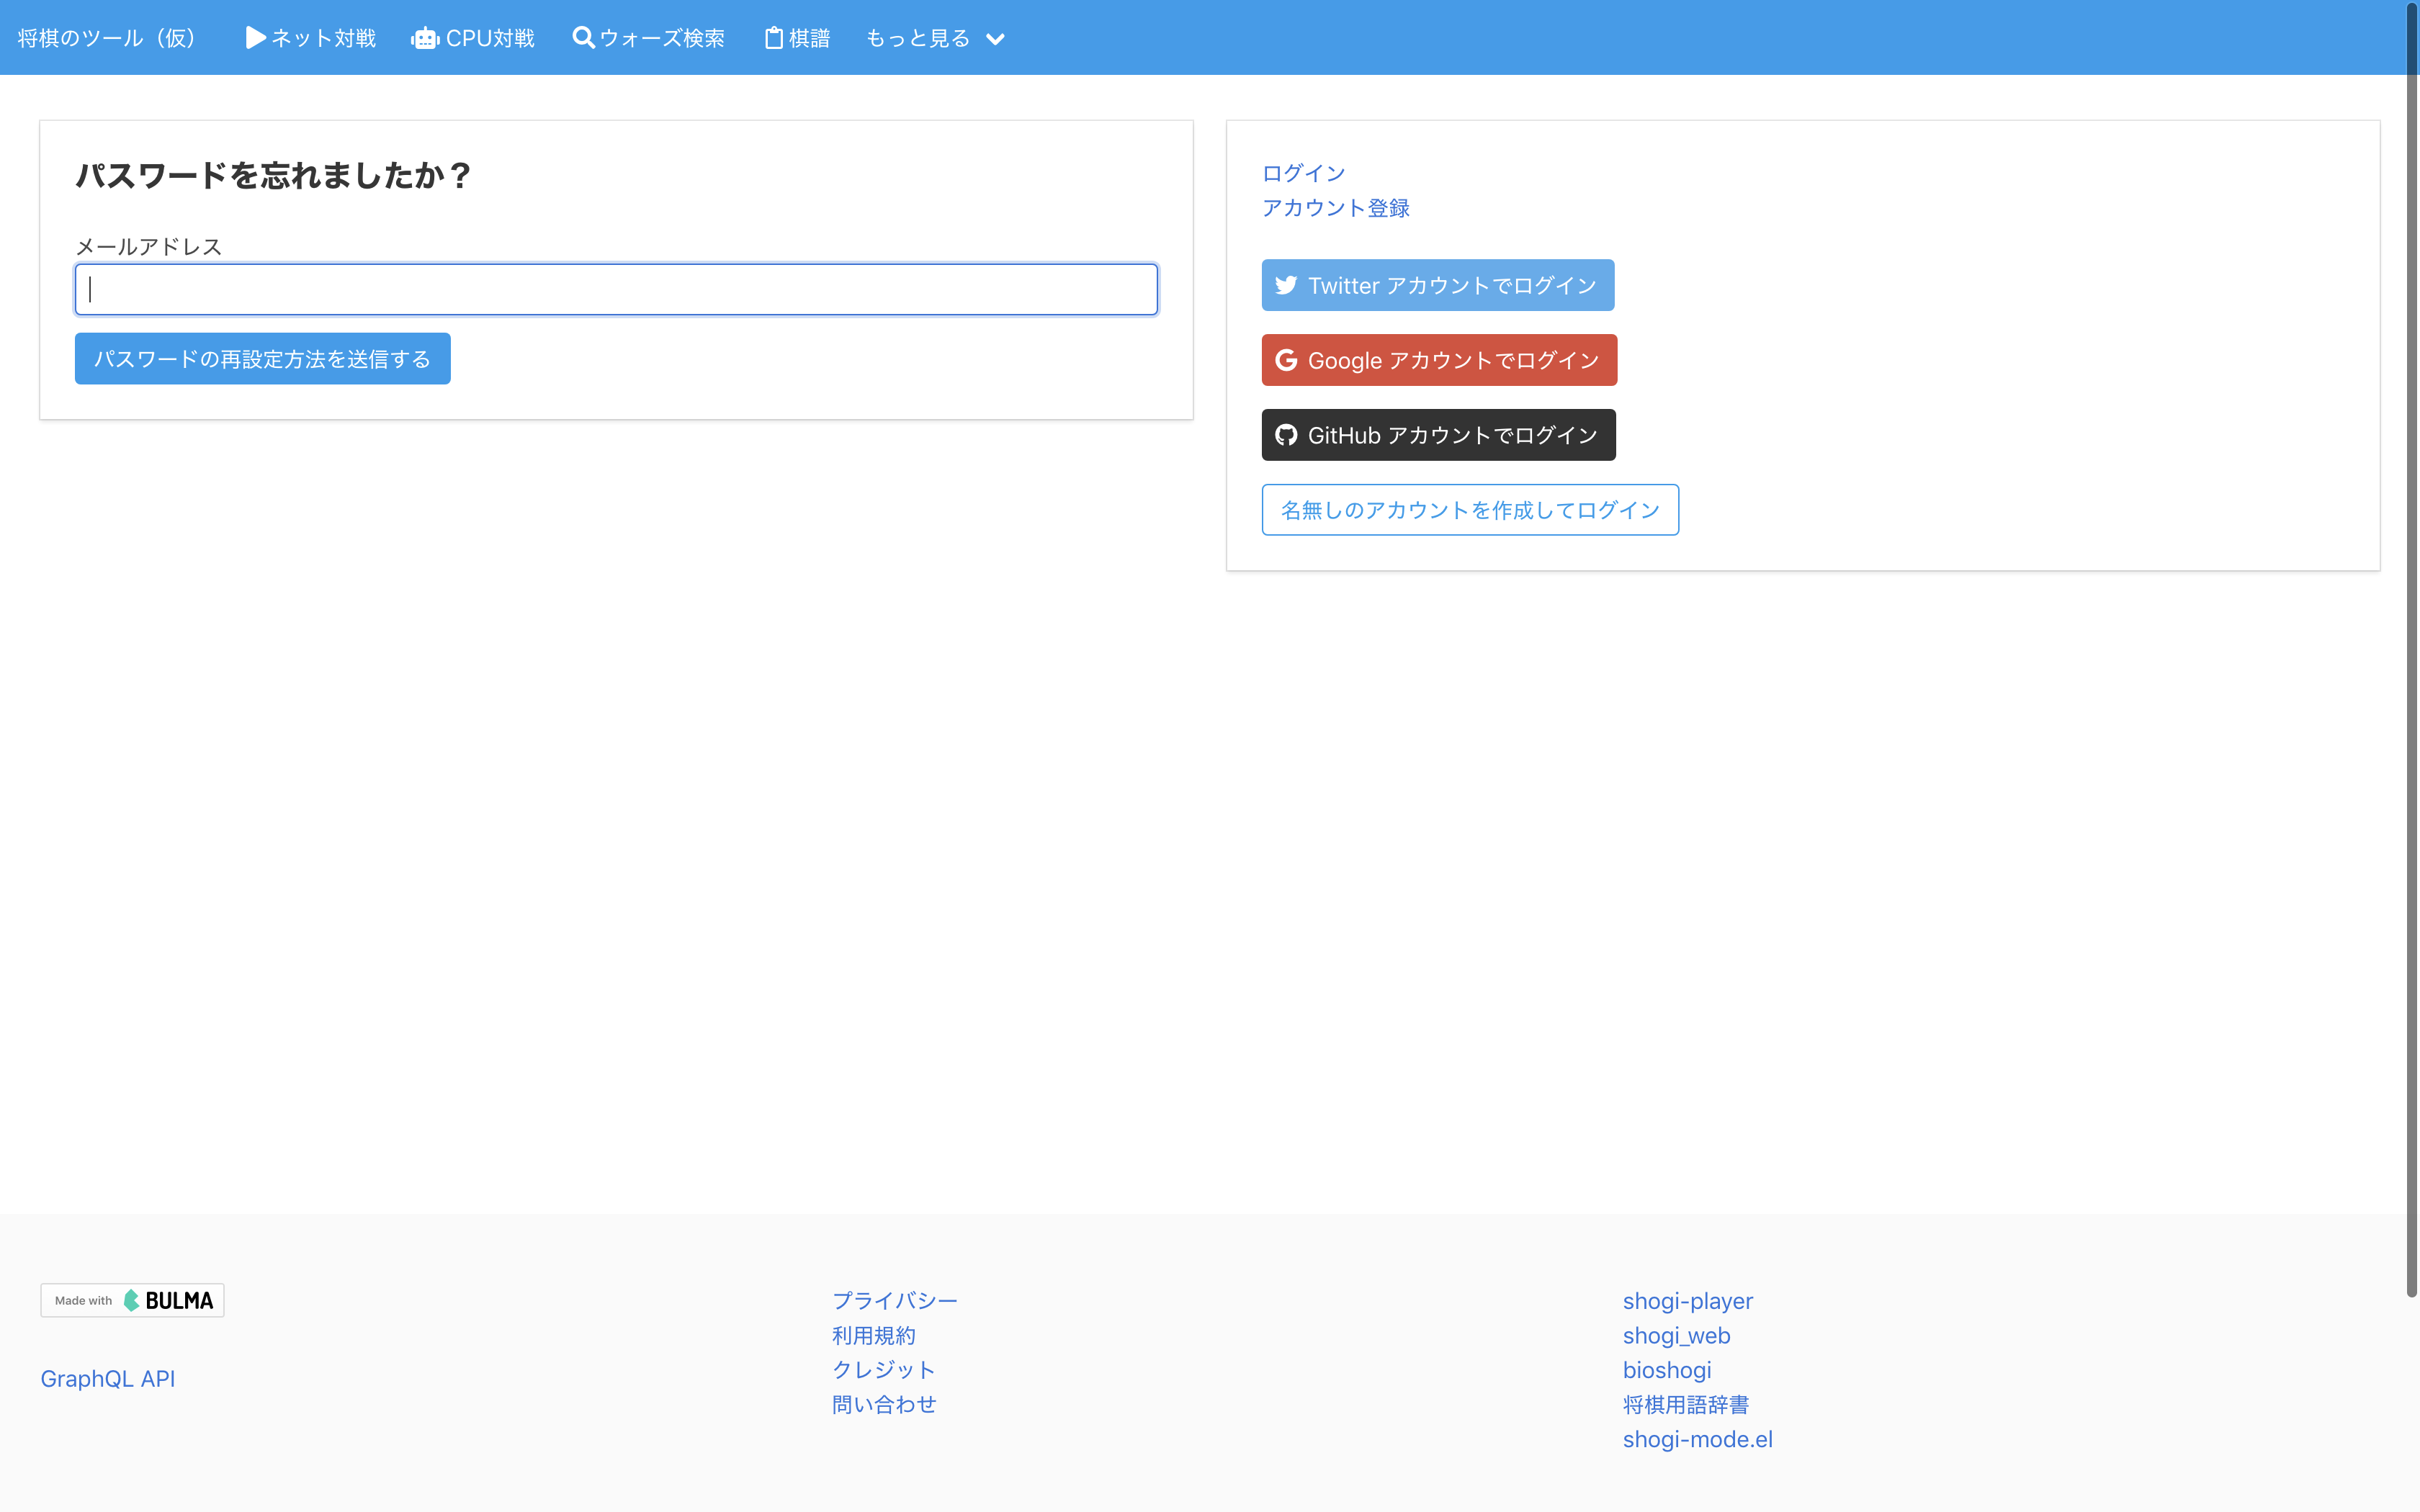 将棋のツール（仮） ネット対戦 CPU対戦 ウォーズ検索 棋譜 もっと見る
パスワードを忘れましたか？
メールアドレス
パスワードの再設定方法を送信する
ログイン
アカウント登録
Twitter アカウントでログイン
Google アカウントでログイン
GitHub アカウントでログイン
名無しのアカウントを作成してログイン
Made with BULMA
GraphQL API
プライバシー
利用規約
クレジット
問い合わせ
shogi-player
shogi_web
bioshogi
将棋用語辞書
shogi-mode.el